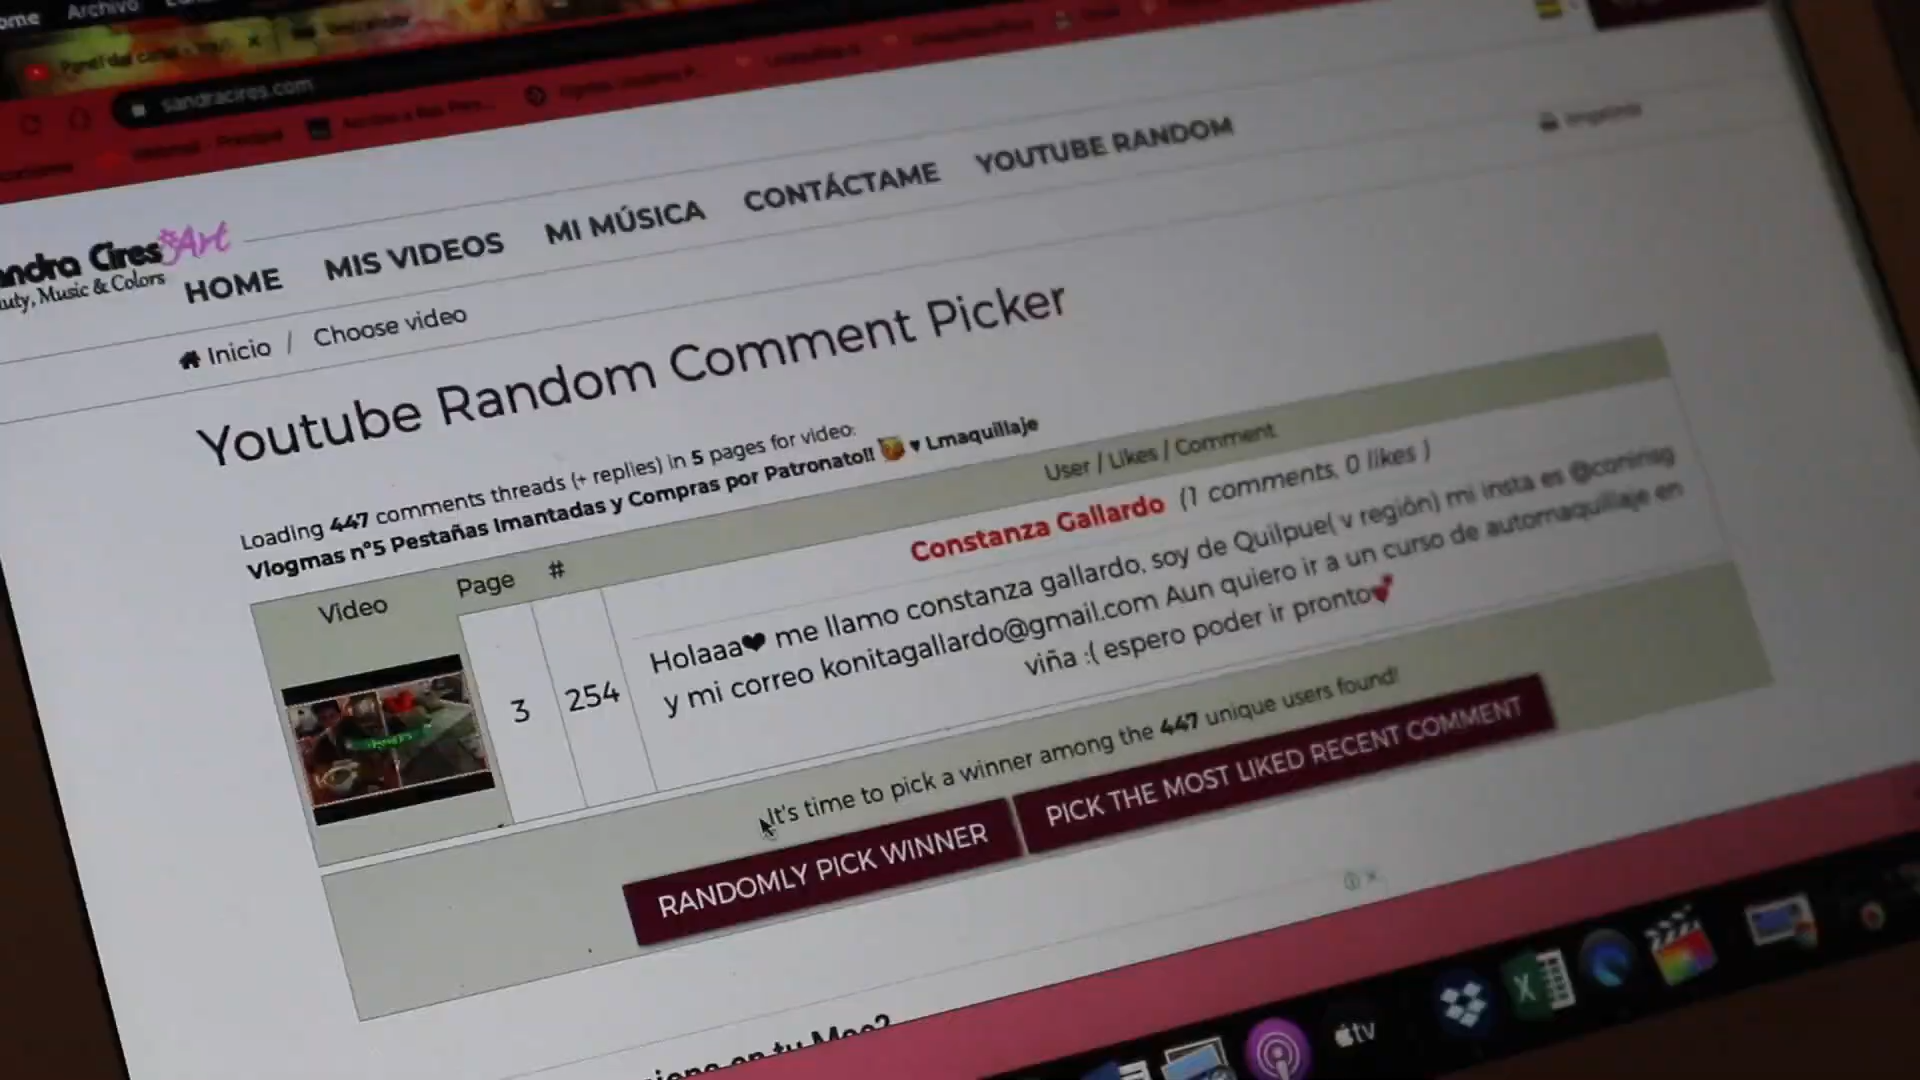 Archivo
sandracires.com
Sandra Cires Art
Beauty, Music & Colors
HOME MIS VIDEOS MI MÚSICA CONTÁCTAME YOUTUBE RANDOM
Inicio / Choose video
Youtube Random Comment Picker
Loading 447 comments threads (+ replies) in 5 pages for video:
Vlogmas n°5 Pestañas Imantadas y Compras por Patronato!! 😻 ♥ Lmaquillaje
Video Page # User / Likes / Comment
Constanza Gallardo (1 comments, 0 likes )
3 254
Holaaa❤ me llamo constanza gallardo, soy de Quilpue( v región) mi insta es @coninsg
y mi correo konitagallardo@gmail.com Aun quiero ir a un curso de automaquillaje en
viña :( espero poder ir pronto💕
It's time to pick a winner among the 447 unique users found!
RANDOMLY PICK WINNER PICK THE MOST LIKED RECENT COMMENT
tv